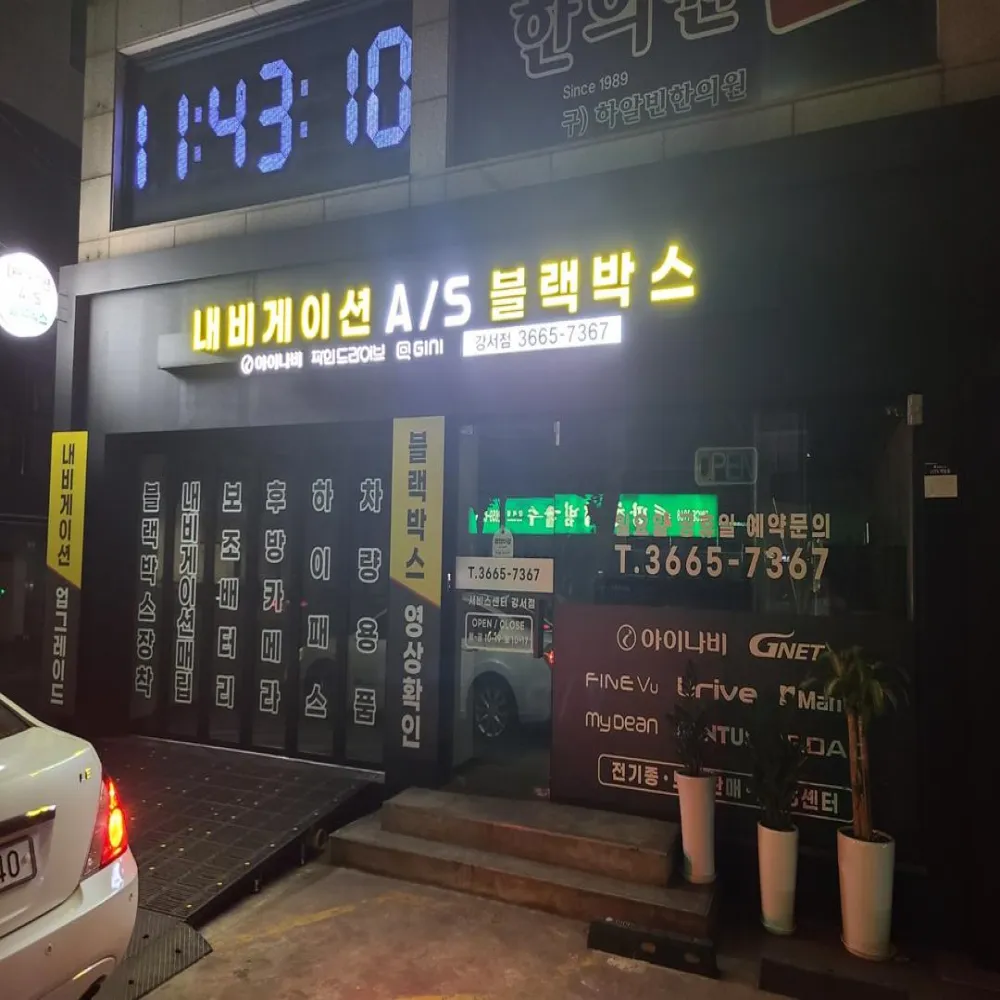 11:43:10
한의원
Since 1989
구) 하얄빈한의원
내비게이션 A/S 블랙박스
아이나비 파인드라이브 GINI 강서점 3665-7367
내비게이션 업그레이드
블랙박스장착
내비게이션매립
보조배터리
후방카메라
하이패스
차량용품
블랙박스 영상확인
OPEN
예약문의
T.3665-7367
T.3665-7367
서비스센터 강서점
OPEN / CLOSE
아이나비 GNET
FINEVu
myDean
전기종
센터